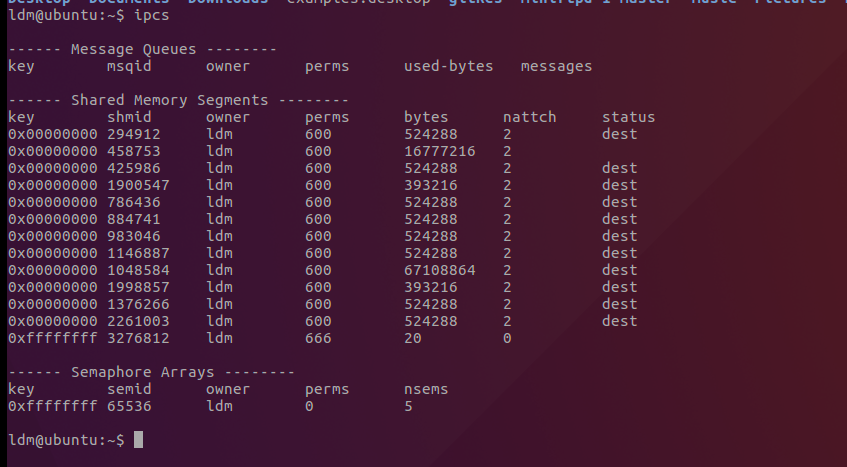 ldm@ubuntu:~$ ipcs
------ Message Queues --------
key        msqid      owner      perms      used-bytes   messages
------ Shared Memory Segments --------
key        shmid      owner      perms      bytes      nattch     status
0x00000000 294912     ldm        600        524288     2          dest
0x00000000 458753     ldm        600        16777216   2
0x00000000 425986     ldm        600        524288     2          dest
0x00000000 1900547    ldm        600        393216     2          dest
0x00000000 786436     ldm        600        524288     2          dest
0x00000000 884741     ldm        600        524288     2          dest
0x00000000 983046     ldm        600        524288     2          dest
0x00000000 1146887    ldm        600        524288     2          dest
0x00000000 1048584    ldm        600        67108864   2          dest
0x00000000 1998857    ldm        600        393216     2          dest
0x00000000 1376266    ldm        600        524288     2          dest
0x00000000 2261003    ldm        600        524288     2          dest
0xffffffff 3276812    ldm        666        20         0
------ Semaphore Arrays --------
key        semid      owner      perms      nsems
0xffffffff 65536      ldm        0          5
ldm@ubuntu:~$